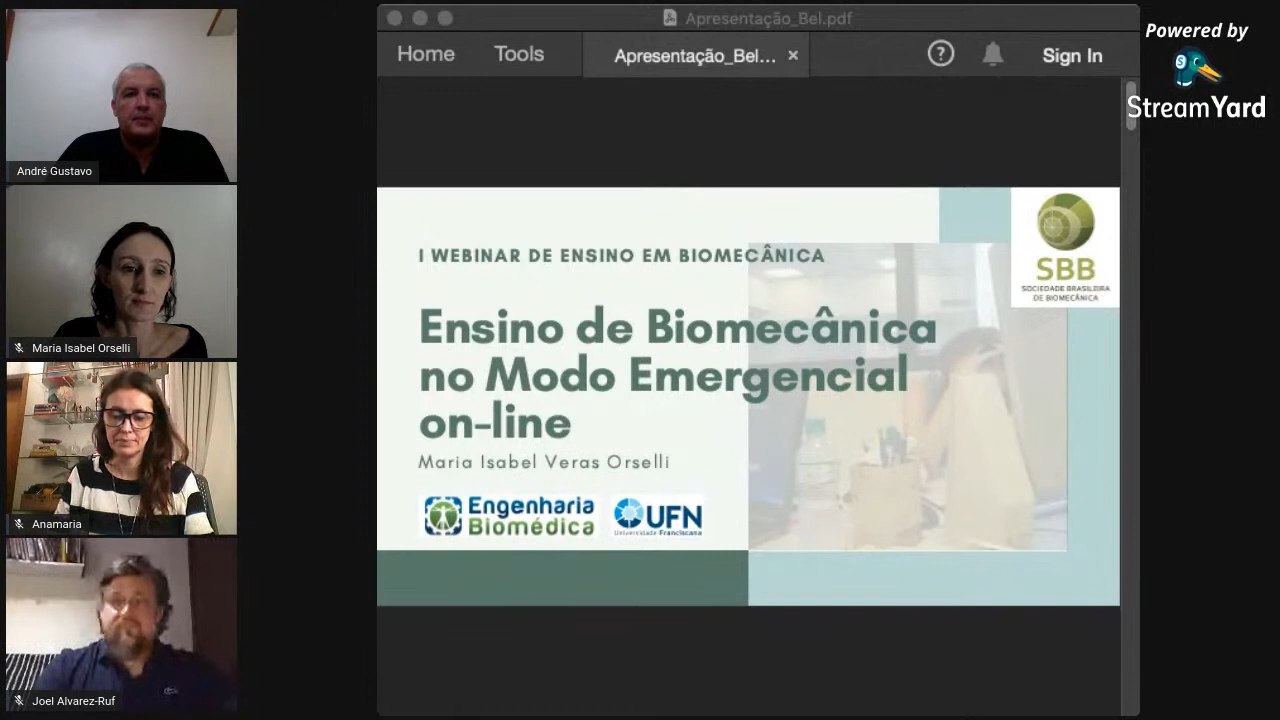 Apresentação_Bel.pdf
Home
Tools
Apresentação_Bel...
Sign In
Powered by
StreamYard
André Gustavo
Maria Isabel Orselli
Anamaria
Joel Alvarez-Ruf
I WEBINAR DE ENSINO EM BIOMECÂNICA
SBB
SOCIEDADE BRASILEIRA
DE BIOMECÂNICA
Ensino de Biomecânica
no Modo Emergencial
on-line
Maria Isabel Veras Orselli
Engenharia
Biomédica
UFN
Universidade Franciscana